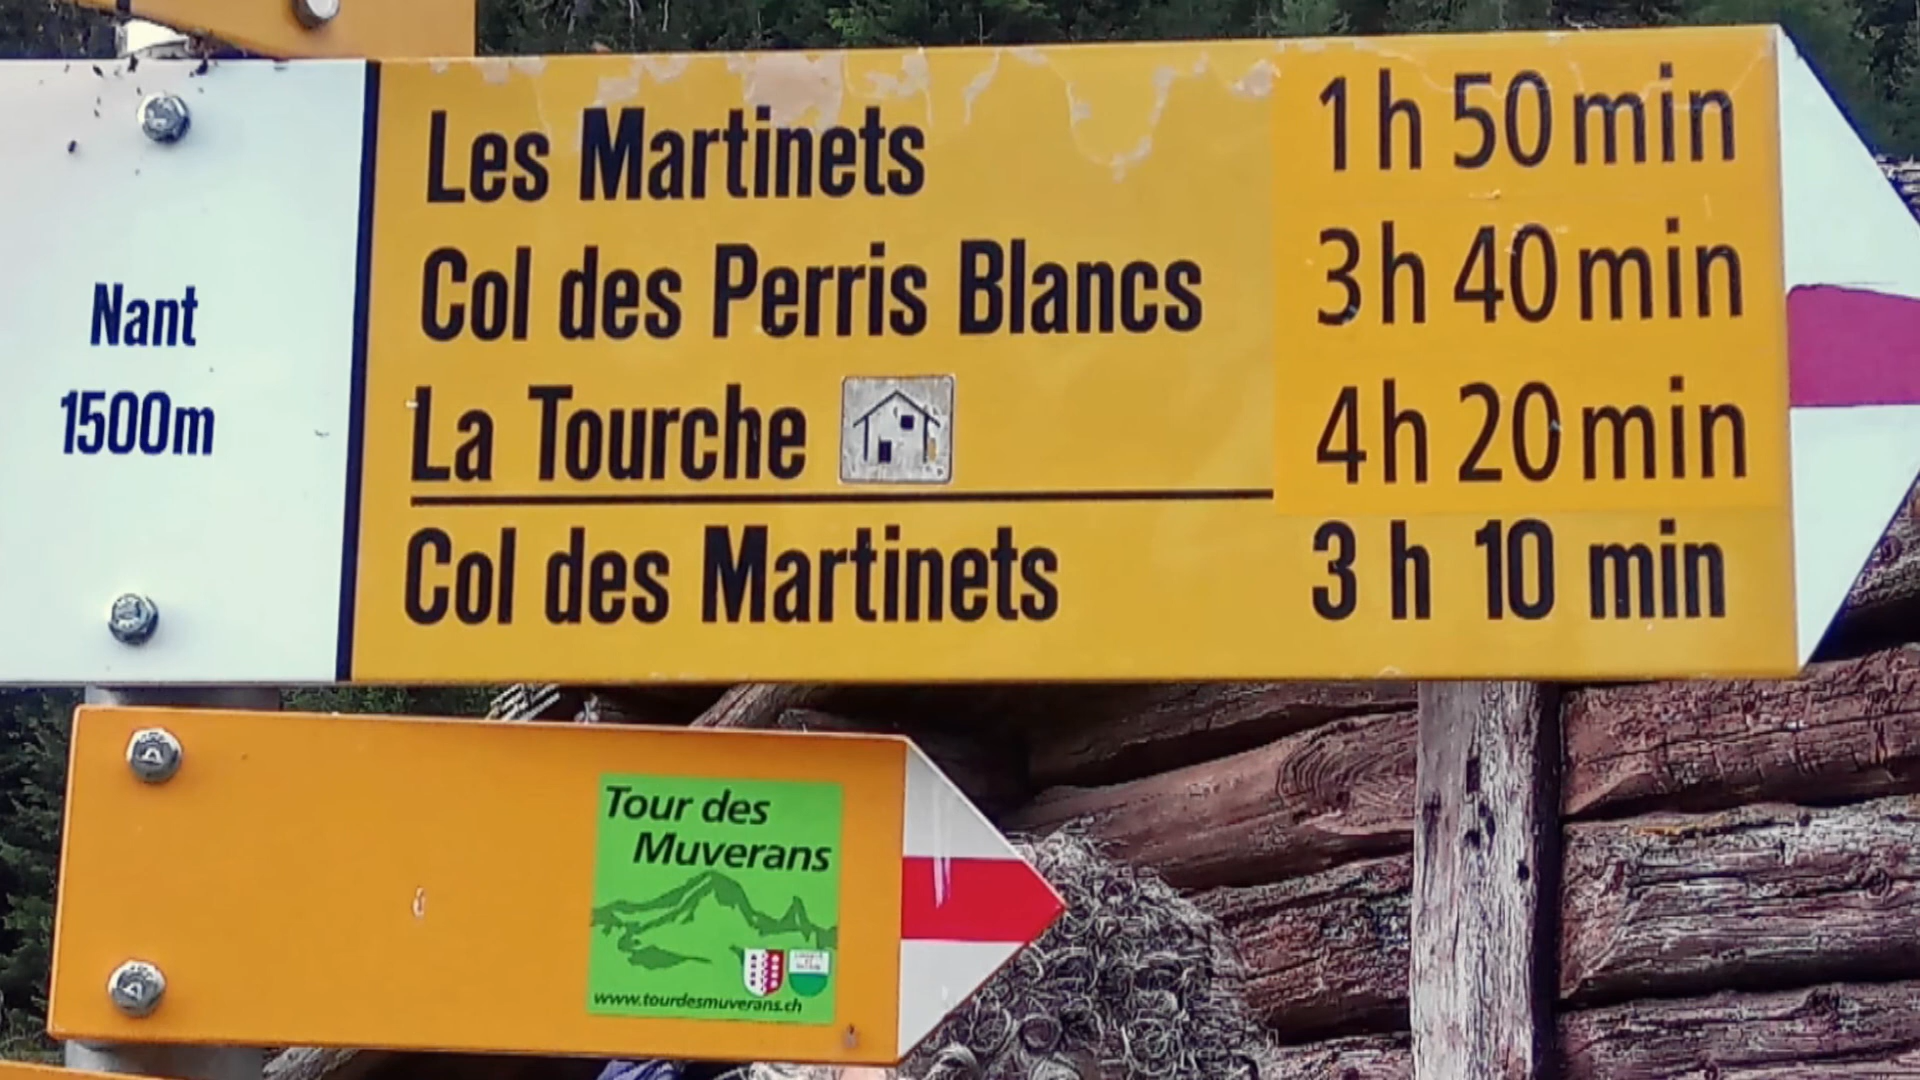 Nant
1500m
Les Martinets 1 h 50 min
Col des Perris Blancs 3 h 40 min
La Tourche 4 h 20 min
Col des Martinets 3 h 10 min
Tour des
Muverans
www.tourdesmuverans.ch